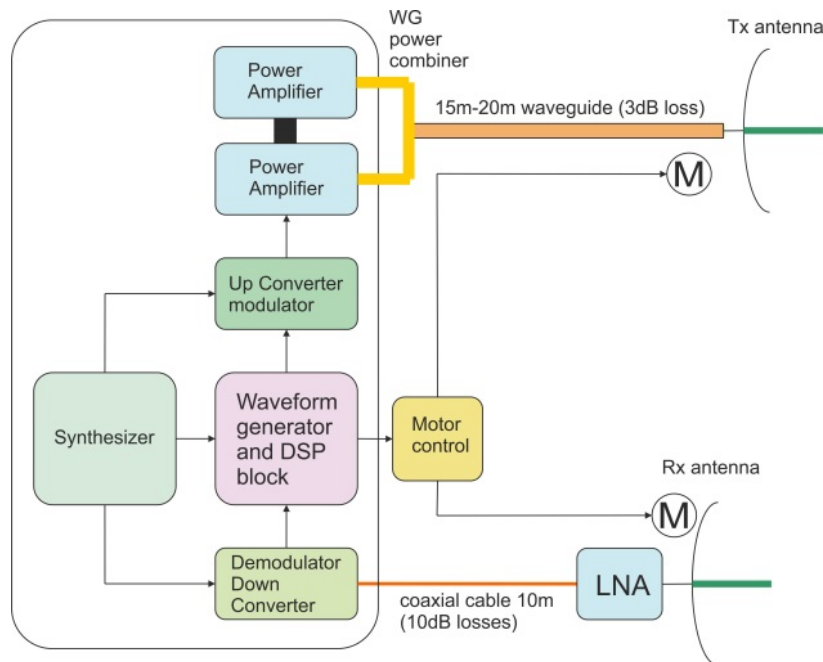 WG
power
combiner
Tx antenna
Power
Amplifier
15m-20m waveguide (3dB loss)
Power
Amplifier
M
Up Converter
modulator
Synthesizer
Waveform
generator
and DSP
block
Motor
control
Rx antenna
M
Demodulator
Down
Converter
coaxial cable 10m
(10dB losses)
LNA